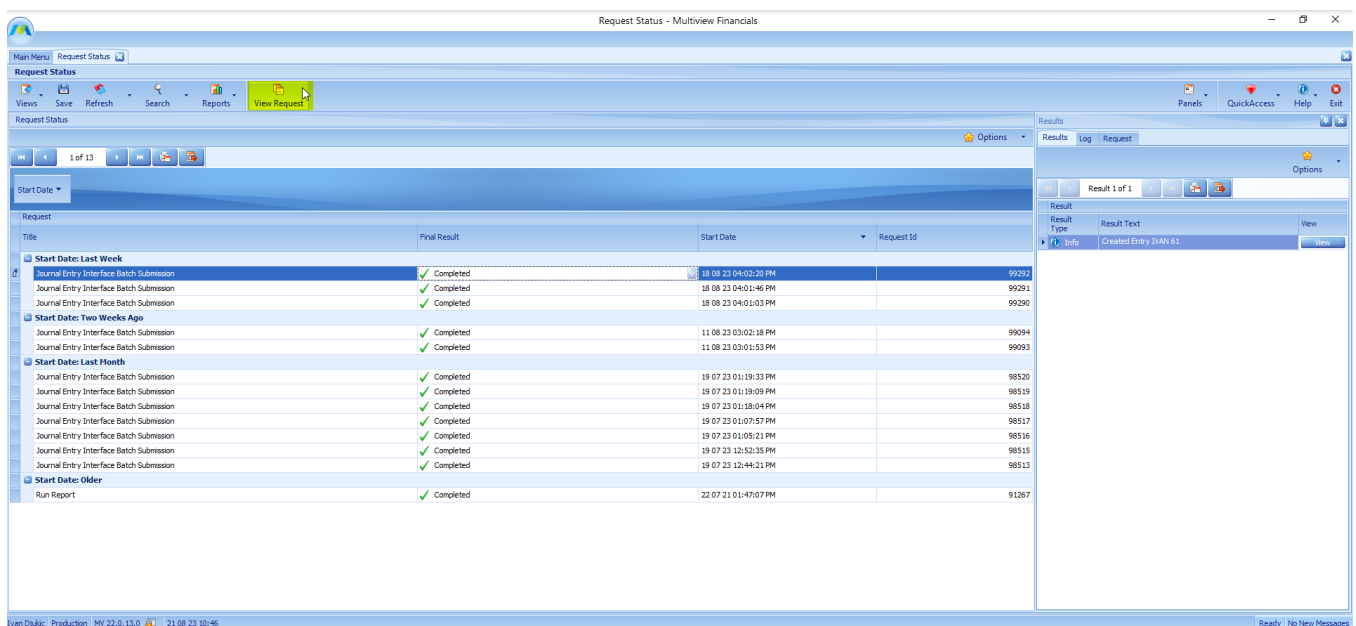 Request Status - Multiview Financials
Main Menu Request Status
Request Status
Views Save Refresh Search Reports View Request Panels QuickAccess Help Exit
Request Status
Options
1 of 13
Start Date
Request
Title Final Result Start Date Request Id
Start Date: Last Week
Journal Entry Interface Batch Submission Completed 18 08 23 04:02:20 PM 99292
Journal Entry Interface Batch Submission Completed 18 08 23 04:01:46 PM 99291
Journal Entry Interface Batch Submission Completed 18 08 23 04:01:03 PM 99290
Start Date: Two Weeks Ago
Journal Entry Interface Batch Submission Completed 11 08 23 03:02:18 PM 99094
Journal Entry Interface Batch Submission Completed 11 08 23 03:01:53 PM 99093
Start Date: Last Month
Journal Entry Interface Batch Submission Completed 19 07 23 01:19:33 PM 98520
Journal Entry Interface Batch Submission Completed 19 07 23 01:19:09 PM 98519
Journal Entry Interface Batch Submission Completed 19 07 23 01:18:04 PM 98518
Journal Entry Interface Batch Submission Completed 19 07 23 01:07:57 PM 98517
Journal Entry Interface Batch Submission Completed 19 07 23 01:05:21 PM 98516
Journal Entry Interface Batch Submission Completed 19 07 23 12:52:35 PM 98515
Journal Entry Interface Batch Submission Completed 19 07 23 12:44:21 PM 98513
Start Date: Older
Run Report Completed 22 07 21 01:47:07 PM 91267
Results
Results Log Request
Options
Result 1 of 1
Result
Result Type Result Text View
Info Created Entry IVAN 61 View
Ivan Djukic Production MV 22.0.13.0 21 08 23 10:46 Ready No New Messages